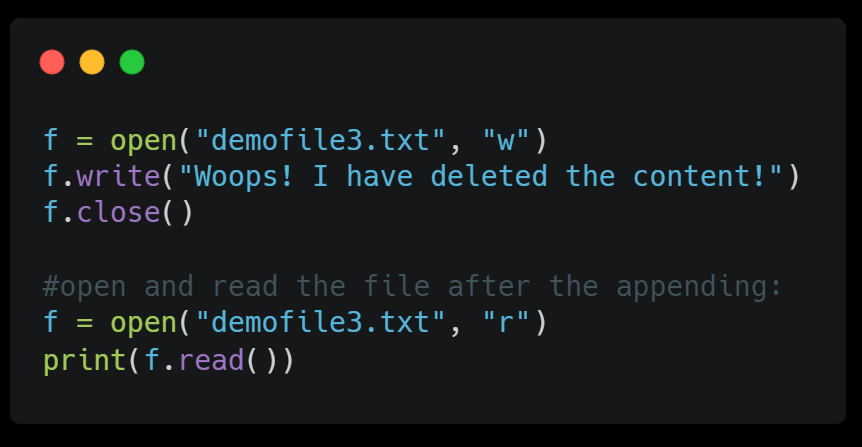 f = open("demofile3.txt", "w")
f.write("Woops! I have deleted the content!")
f.close()
#open and read the file after the appending:
f = open("demofile3.txt", "r")
print(f.read())